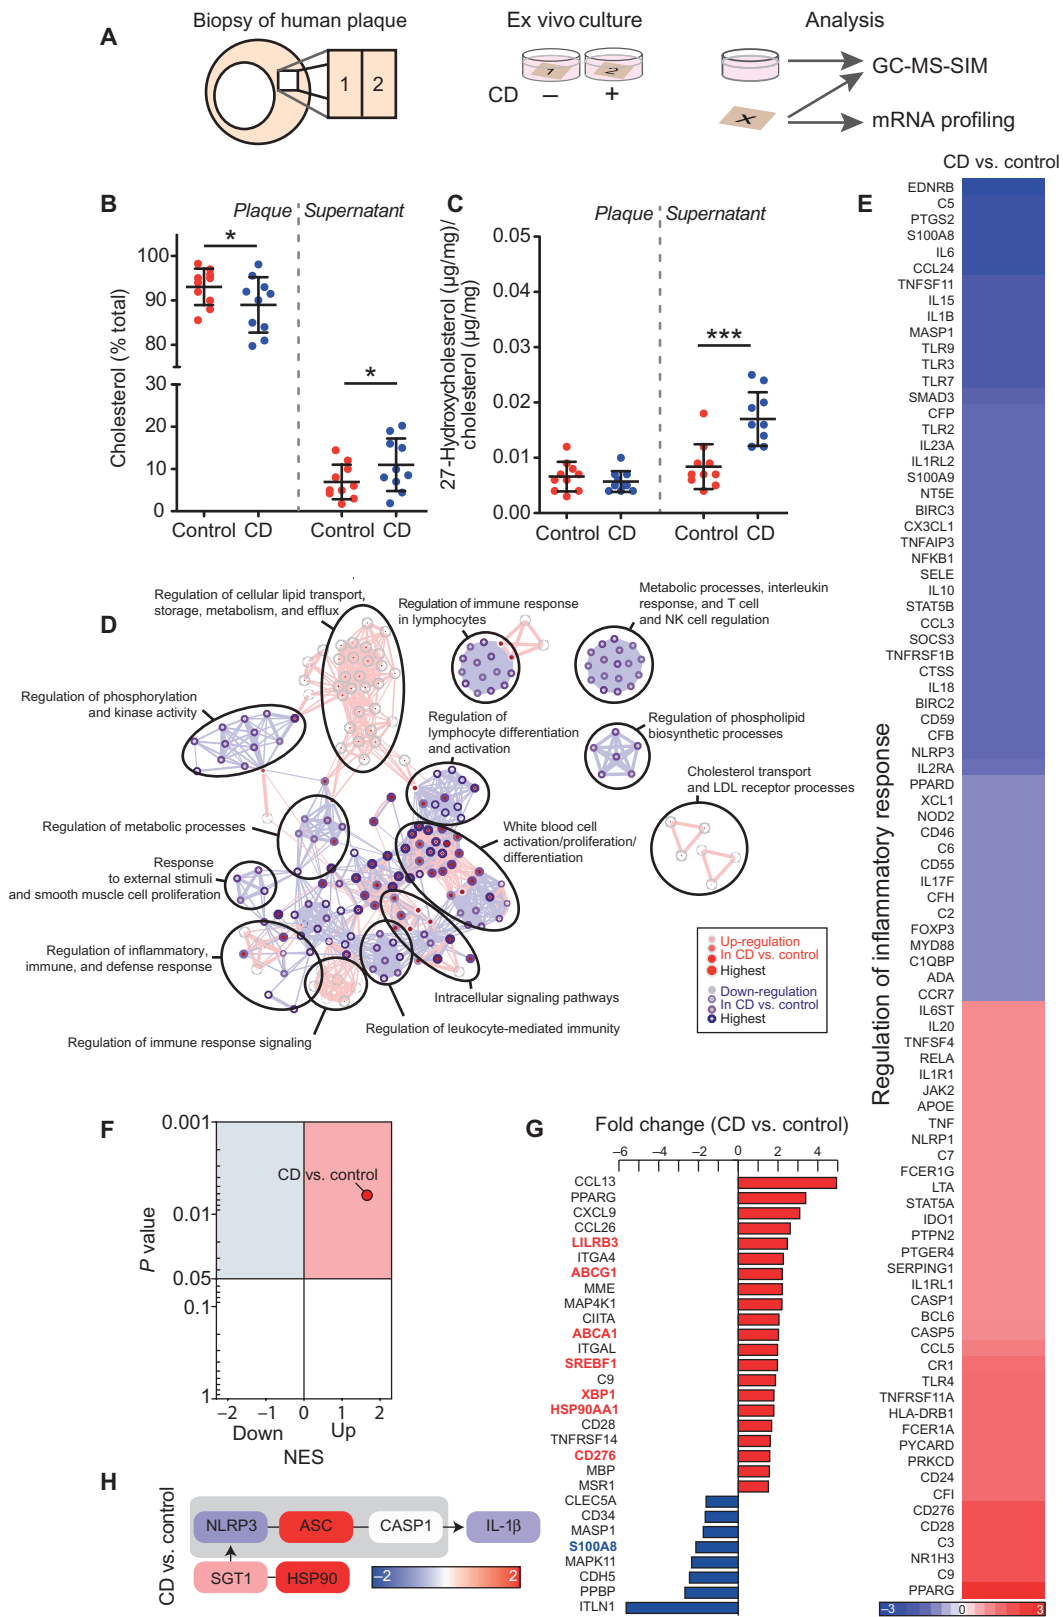 A
Biopsy of human plaque
1 2
Ex vivo culture
1 2
CD – +
Analysis
X
GC-MS-SIM
mRNA profiling
B
Plaque Supernatant
Cholesterol (% total)
100
90
80
30
20
10
0
*
*
Control CD Control CD
C
Plaque Supernatant
27-Hydroxycholesterol (µg/mg)/
cholesterol (µg/mg)
0.05
0.04
0.03
0.02
0.01
0.00
***
Control CD Control CD
D
Regulation of cellular lipid transport,
storage, metabolism, and efflux
Regulation of immune response
in lymphocytes
Metabolic processes, interleukin
response, and T cell
and NK cell regulation
Regulation of phosphorylation
and kinase activity
Regulation of
lymphocyte differentiation
and activation
Regulation of phospholipid
biosynthetic processes
Cholesterol transport
and LDL receptor processes
Regulation of metabolic processes
White blood cell
activation/proliferation/
differentiation
Response
to external stimuli
and smooth muscle cell proliferation
Regulation of inflammatory,
immune, and defense response
Intracellular signaling pathways
Regulation of leukocyte-mediated immunity
Regulation of immune response signaling
Up-regulation
In CD vs. control
Highest
Down-regulation
In CD vs. control
Highest
E
CD vs. control
Regulation of inflammatory response
EDNRB
C5
PTGS2
S100A8
IL6
CCL24
TNFSF11
IL15
IL1B
MASP1
TLR9
TLR3
TLR7
SMAD3
CFP
TLR2
IL23A
IL1RL2
S100A9
NT5E
BIRC3
CX3CL1
TNFAIP3
NFKB1
SELE
IL10
STAT5B
CCL3
SOCS3
TNFRSF1B
CTSS
IL18
BIRC2
CD59
CFB
NLRP3
IL2RA
PPARD
XCL1
NOD2
CD46
C6
CD55
IL17F
CFH
C2
FOXP3
MYD88
C1QBP
ADA
CCR7
IL6ST
IL20
TNFSF4
RELA
IL1R1
JAK2
APOE
TNF
NLRP1
C7
FCER1G
LTA
STAT5A
IDO1
PTPN2
PTGER4
SERPING1
IL1RL1
CASP1
BCL6
CASP5
CCL5
CR1
TLR4
TNFRSF11A
HLA-DRB1
FCER1A
PYCARD
PRKCD
CD24
CFI
CD276
CD28
C3
NR1H3
C9
PPARG
–3 0 3
F
P value
0.001
0.01
0.05
0.1
1
CD vs. control
–2 –1 0 1 2
Down Up
NES
G
Fold change (CD vs. control)
–6 –4 –2 0 2 4
CCL13
PPARG
CXCL9
CCL26
LILRB3
ITGA4
ABCG1
MME
MAP4K1
CIITA
ABCA1
ITGAL
SREBF1
C9
XBP1
HSP90AA1
CD28
TNFRSF14
CD276
MBP
MSR1
CLEC5A
CD34
MASP1
S100A8
MAPK11
CDH5
PPBP
ITLN1
H
CD vs. control
NLRP3 ASC CASP1 IL-1β
SGT1 HSP90
–2 2